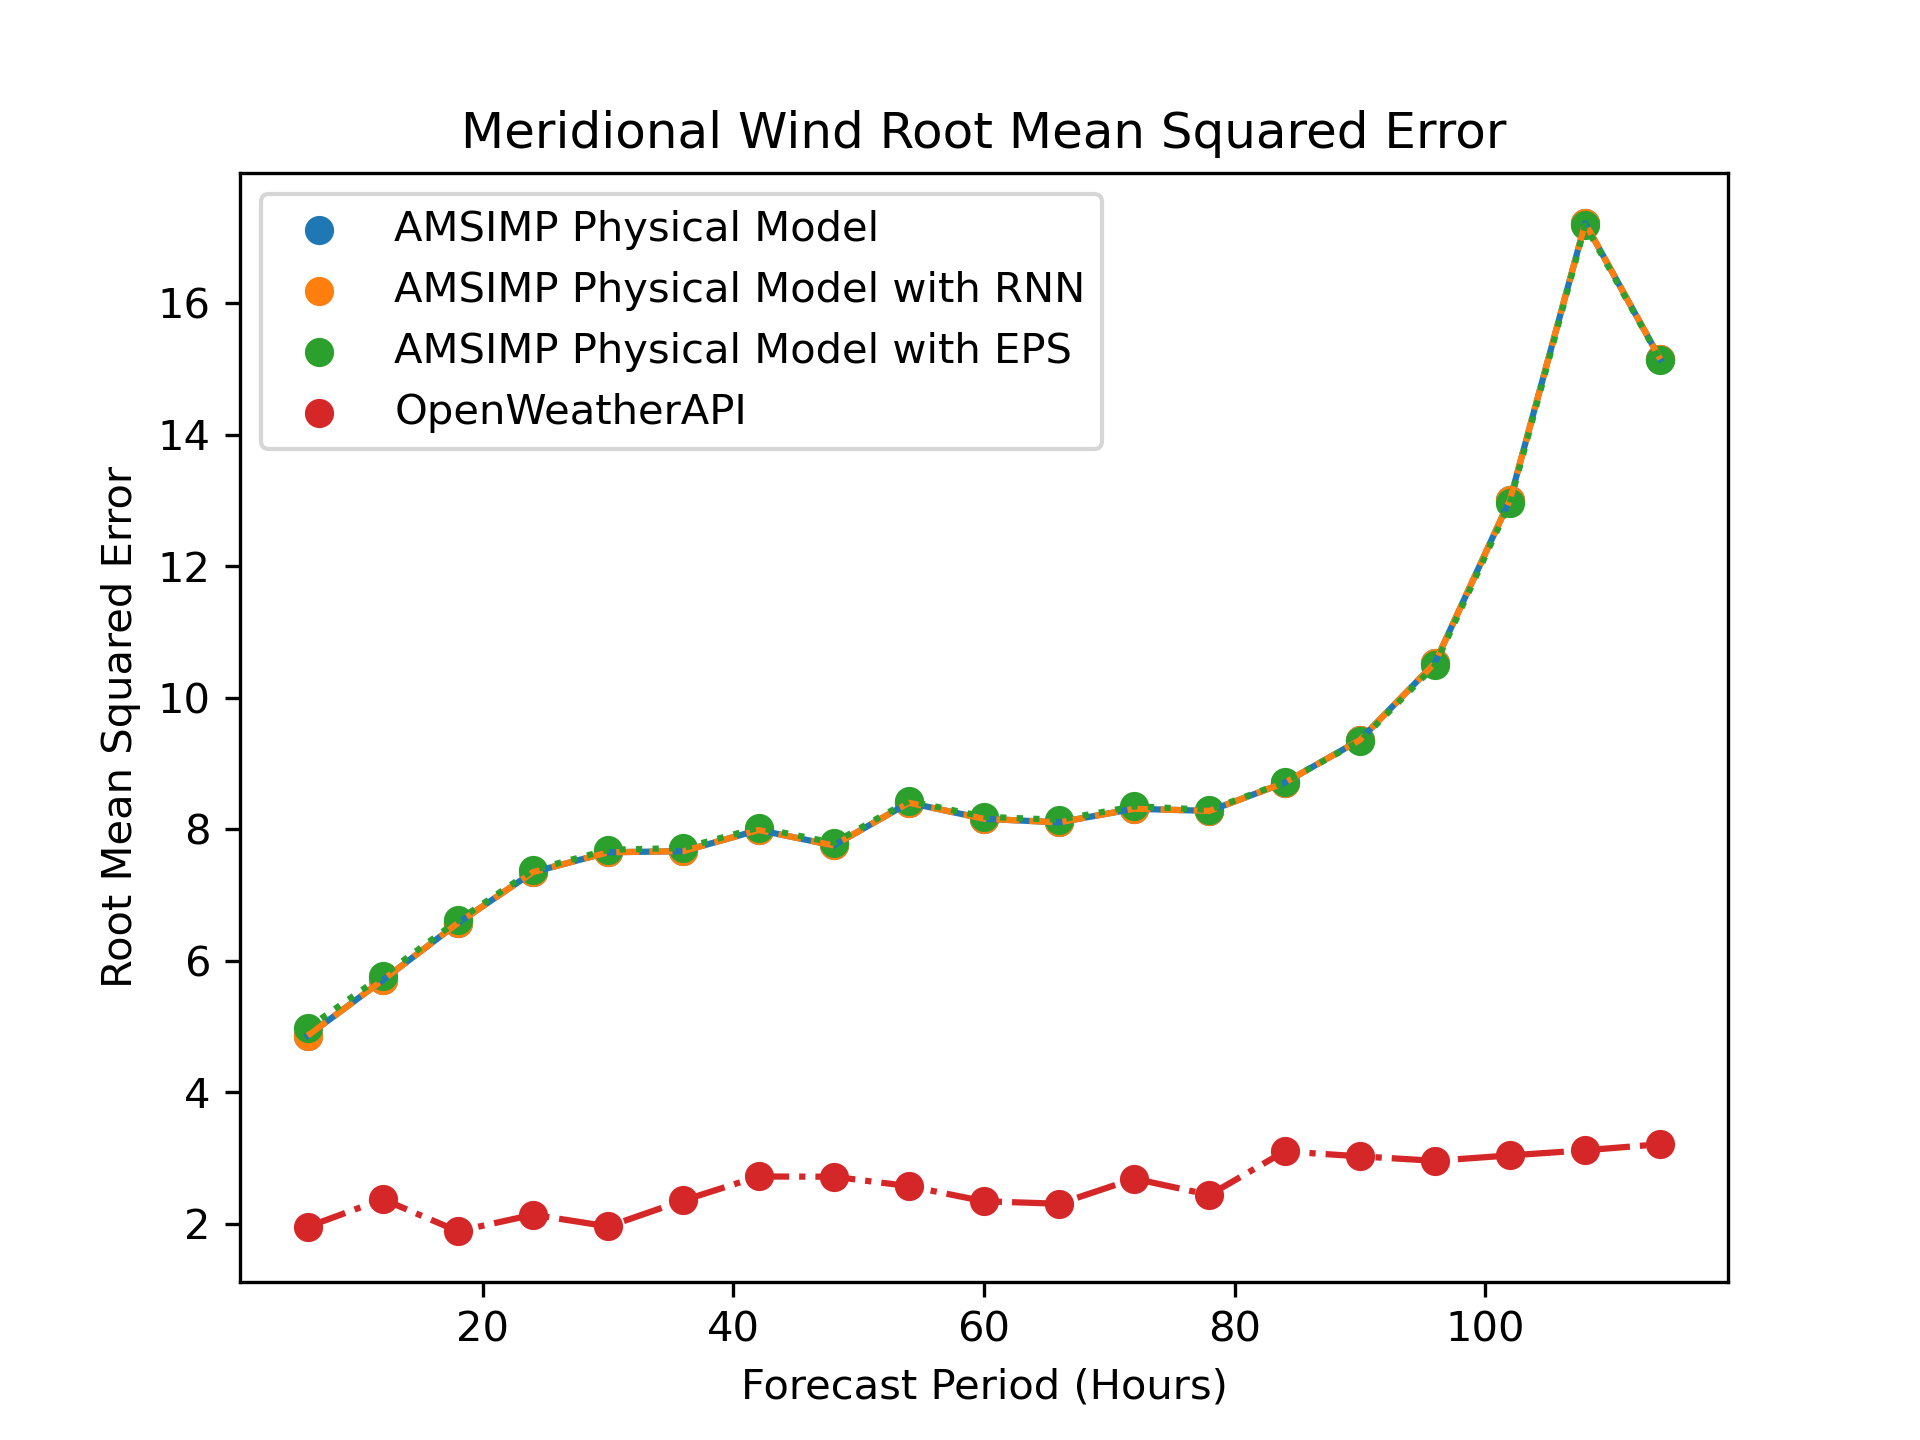 Meridional Wind Root Mean Squared Error
AMSIMP Physical Model
AMSIMP Physical Model with RNN
AMSIMP Physical Model with EPS
OpenWeatherAPI
Root Mean Squared Error
16
14
12
10
8
6
4
2
20 40 60 80 100
Forecast Period (Hours)